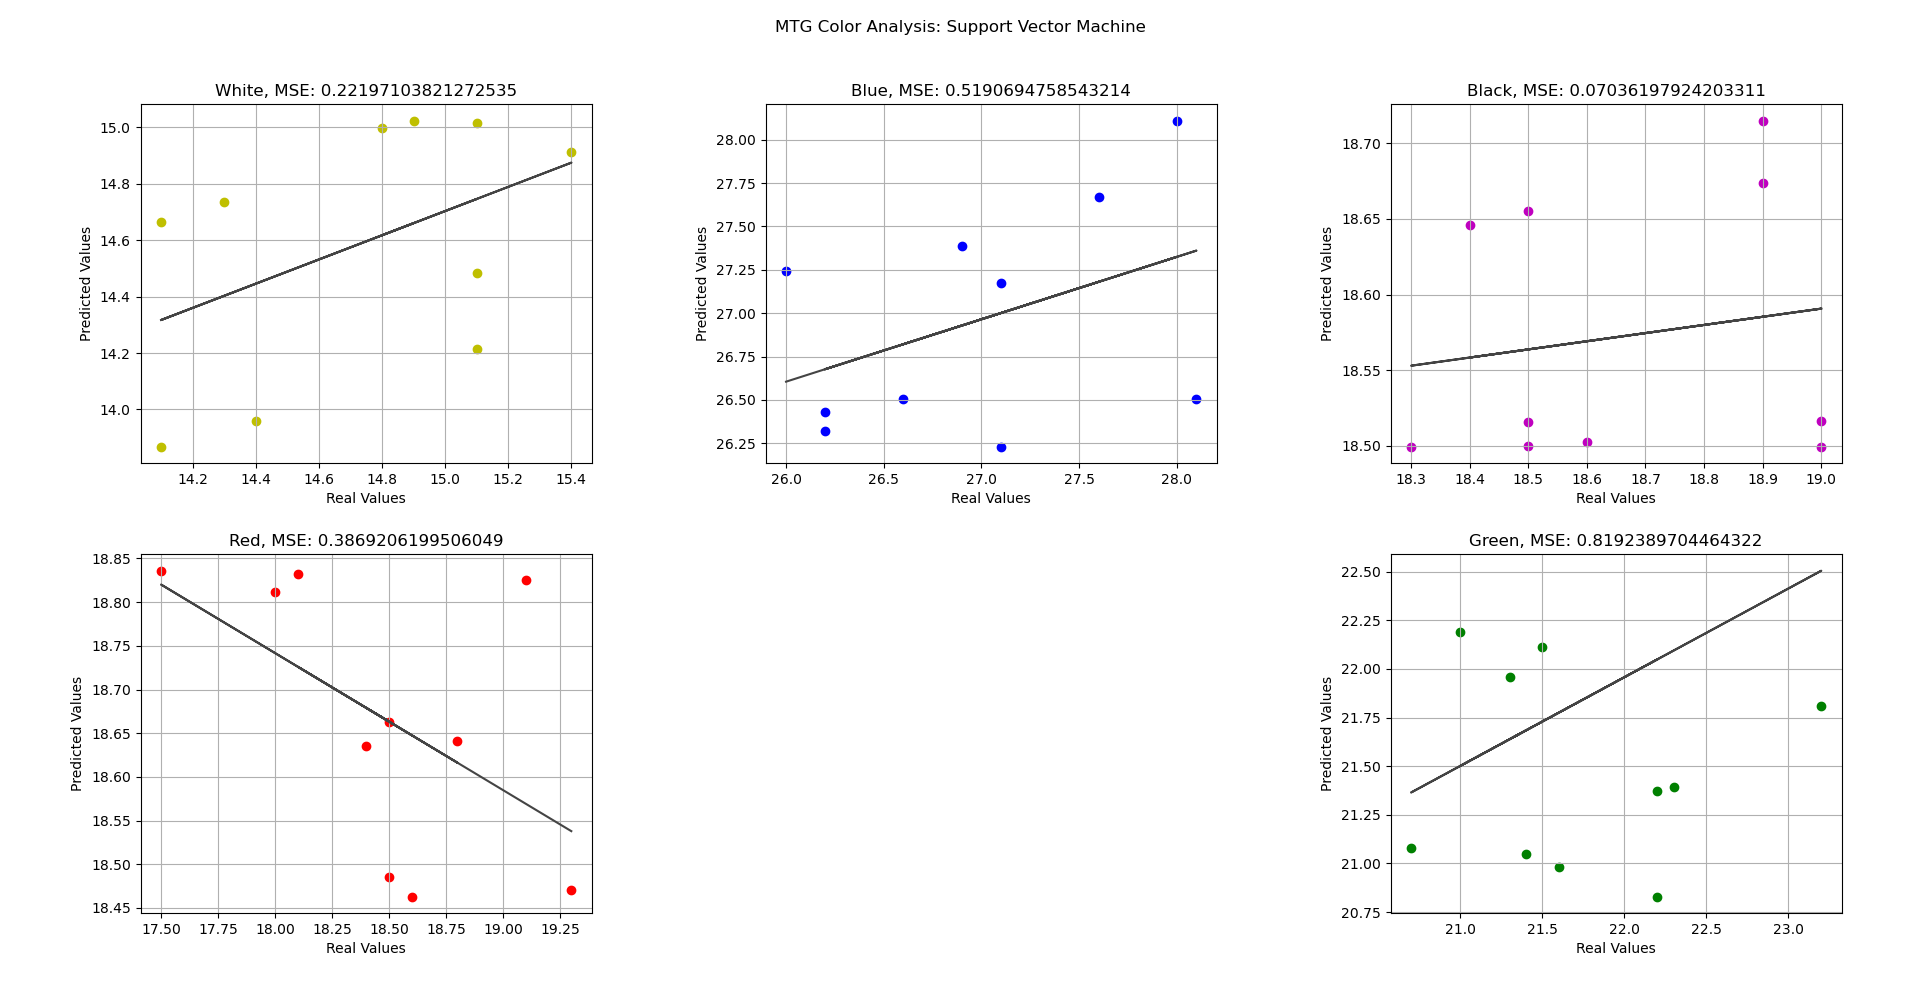 MTG Color Analysis: Support Vector Machine
White, MSE: 0.22197103821272535
15.0
14.8
14.6
14.4
14.2
14.0
Predicted Values
14.2 14.4 14.6 14.8 15.0 15.2 15.4
Real Values
Blue, MSE: 0.5190694758543214
28.00
27.75
27.50
27.25
27.00
26.75
26.50
26.25
Predicted Values
26.0 26.5 27.0 27.5 28.0
Real Values
Black, MSE: 0.07036197924203311
18.70
18.65
18.60
18.55
18.50
Predicted Values
18.3 18.4 18.5 18.6 18.7 18.8 18.9 19.0
Real Values
Red, MSE: 0.3869206199506049
18.85
18.80
18.75
18.70
18.65
18.60
18.55
18.50
18.45
Predicted Values
17.50 17.75 18.00 18.25 18.50 18.75 19.00 19.25
Real Values
Green, MSE: 0.8192389704464322
22.50
22.25
22.00
21.75
21.50
21.25
21.00
20.75
Predicted Values
21.0 21.5 22.0 22.5 23.0
Real Values